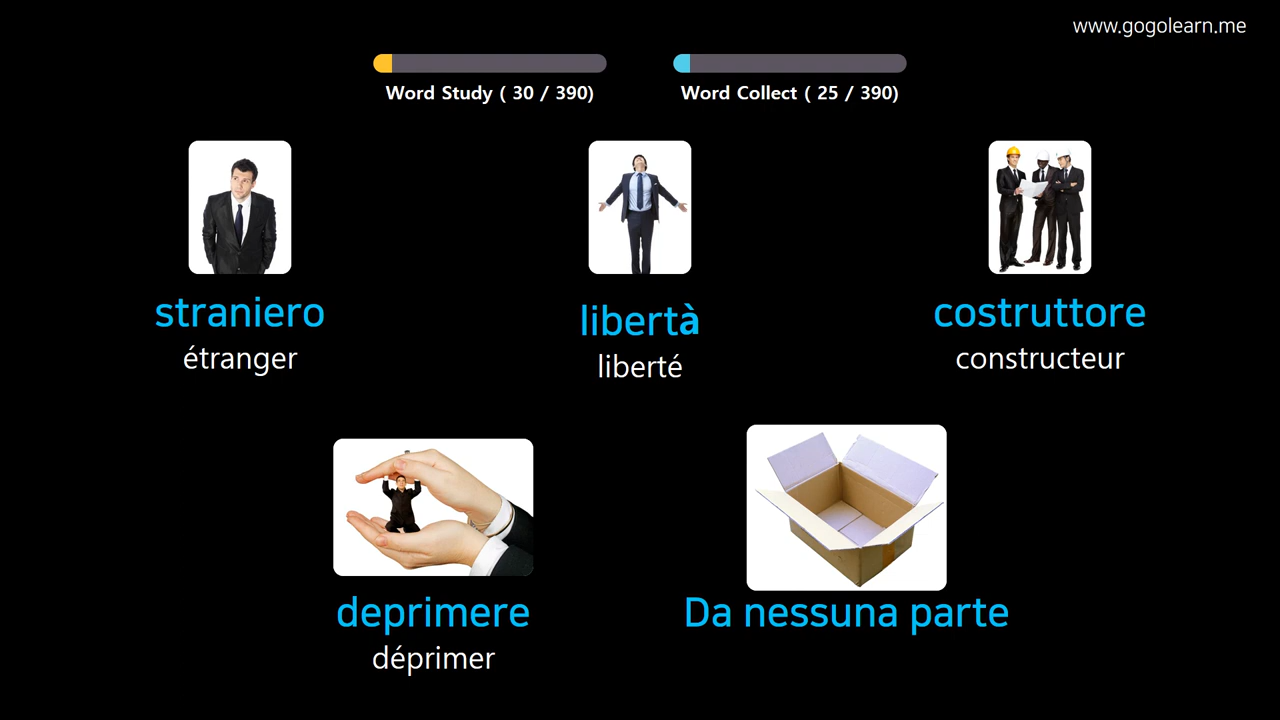 www.gogolearn.me
Word Study ( 30 / 390)
Word Collect ( 25 / 390)
straniero
étranger
libertà
liberté
costruttore
constructeur
deprimere
déprimer
Da nessuna parte